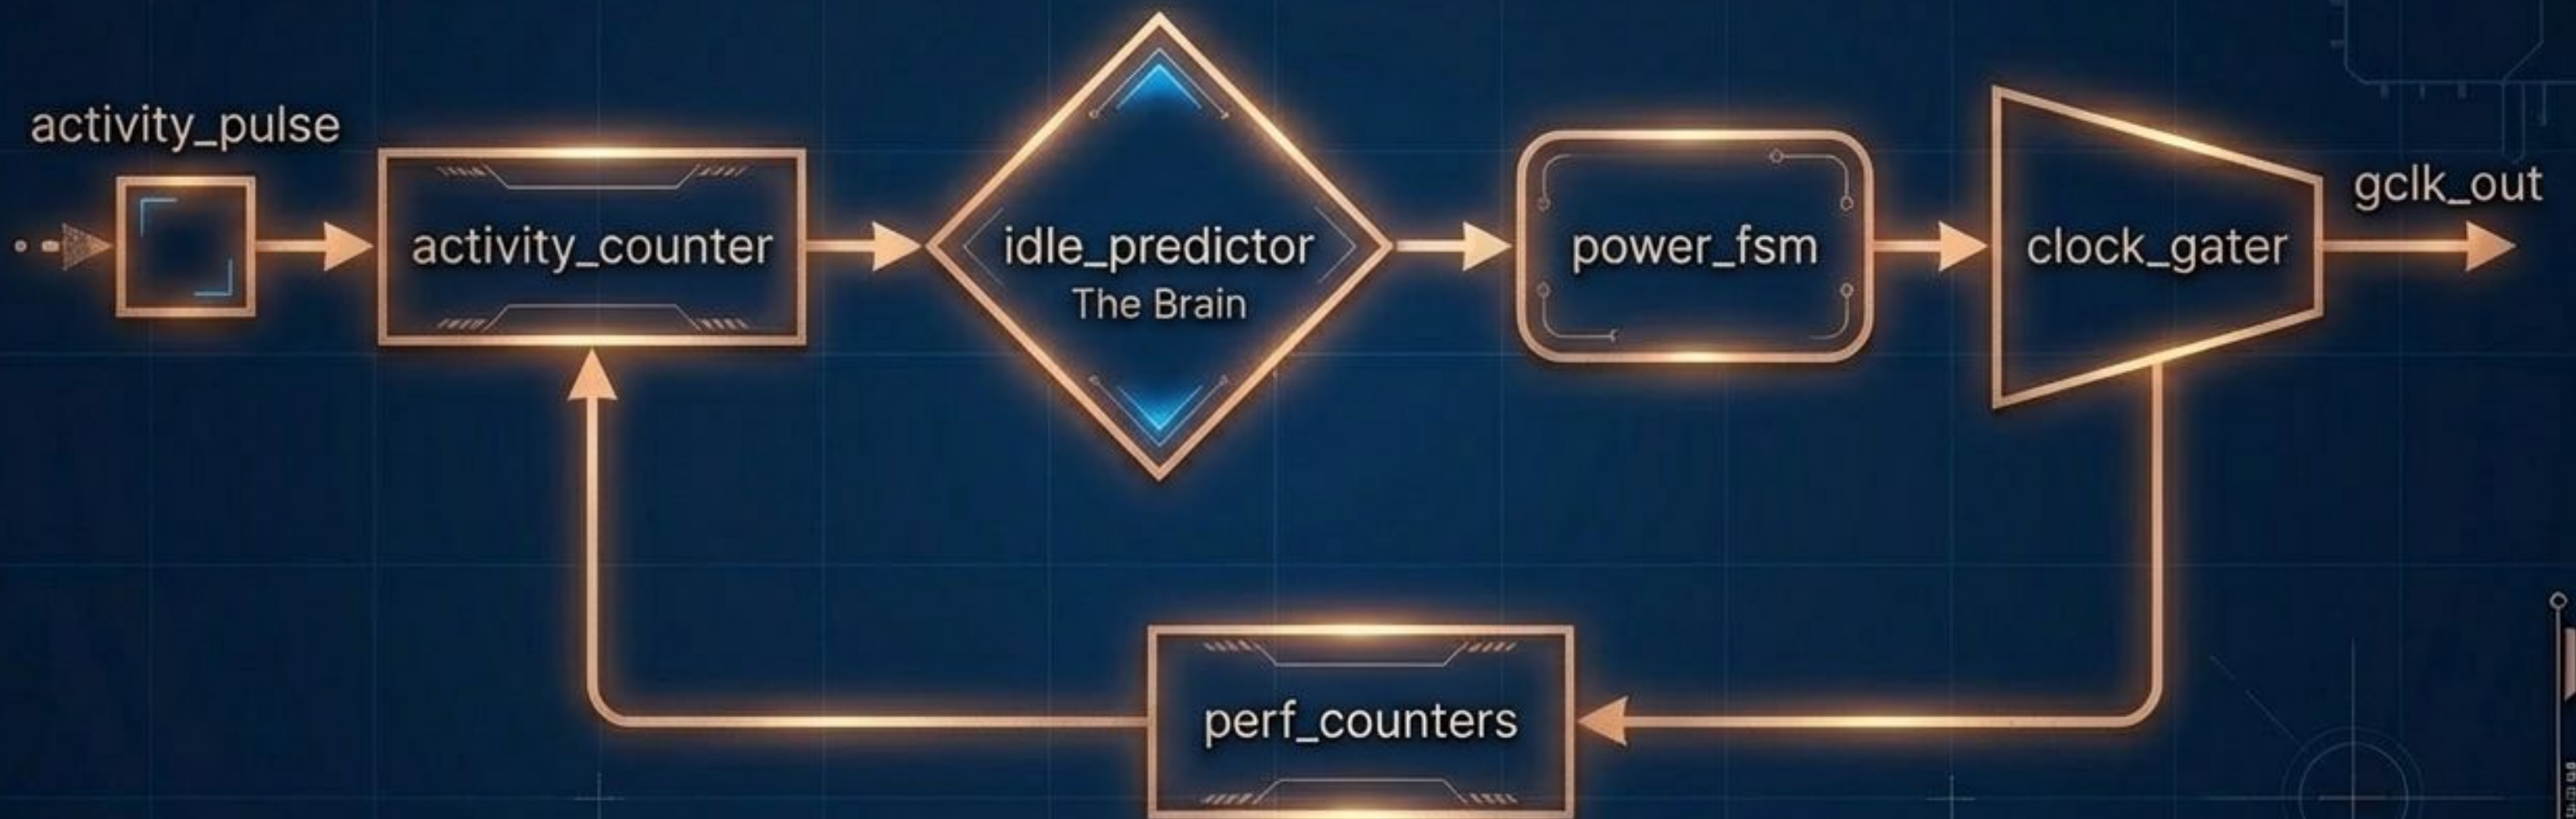 activity_pulse
activity_counter
idle_predictor
The Brain
power_fsm
clock_gater
gclk_out
perf_counters